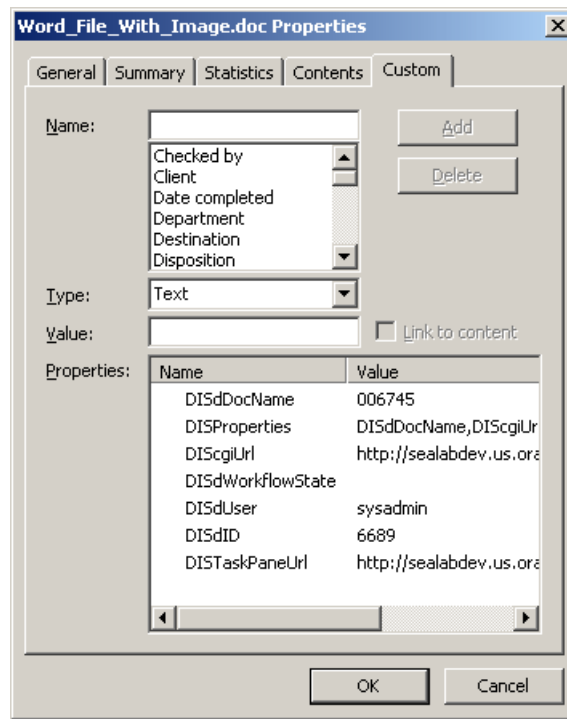 Word_File_With_Image.doc Properties
General Summary Statistics Contents Custom
Name:
Add
Checked by
Client
Date completed
Department
Destination
Disposition
Delete
Type: Text
Value: Link to content
Properties: Name Value
DISdDocName 006745
DISProperties DISdDocName,DIScgiUr
DIScgiUrl http://sealabdev.us.ora
DISdWorkflowState
DISdUser sysadmin
DISdID 6689
DISTaskPaneUrl http://sealabdev.us.ora
OK Cancel